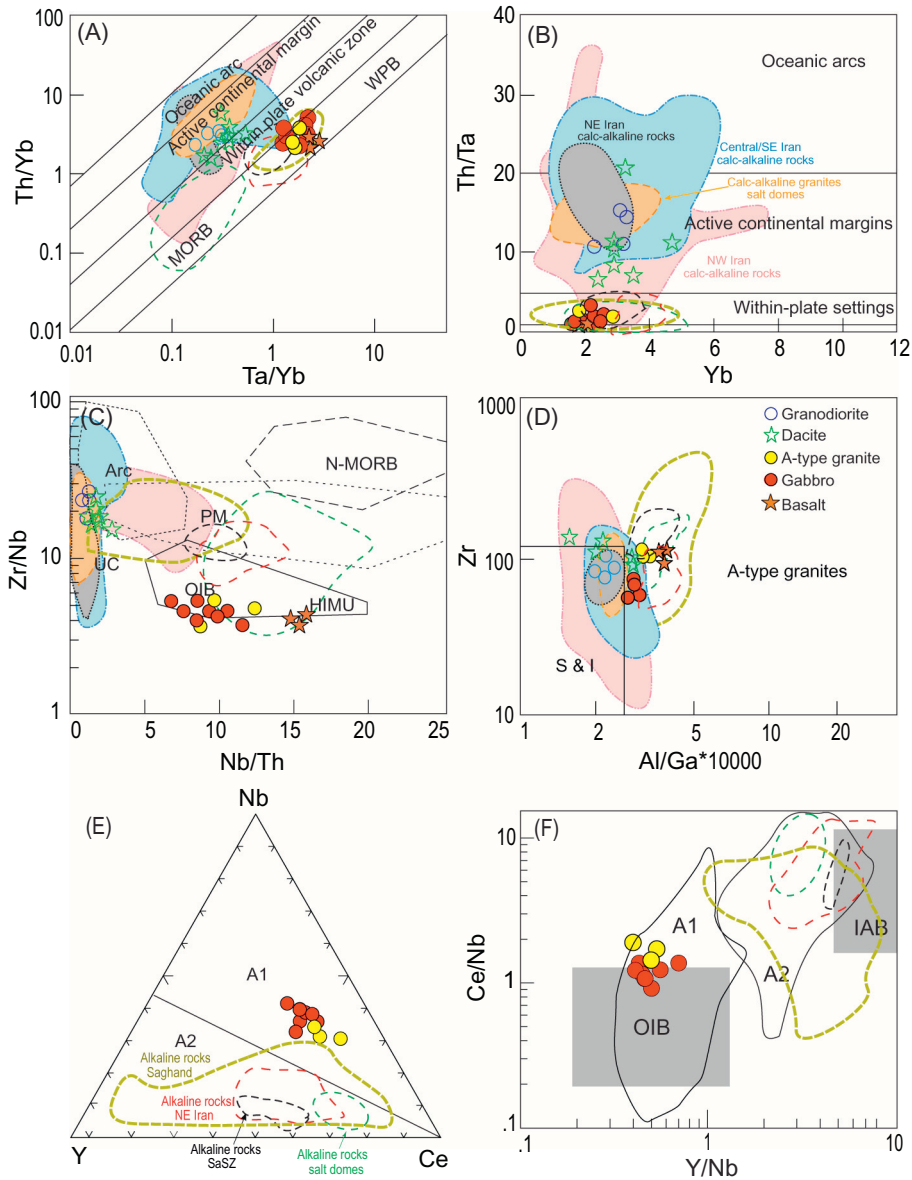 (A)
100
10
1
0.1
0.01
Th/Yb
Oceanic arc
Active continental margin
Within-plate volcanic zone
WPB
MORB
0.01
0.1
1
10
Ta/Yb
(B)
40
30
20
10
0
Th/Ta
Oceanic arcs
NE Iran
calc-alkaline rocks
Central/SE Iran
calc-alkaline rocks
Calc-alkaline granites
salt domes
Active continental margins
NW Iran
calc-alkaline rocks
Within-plate settings
0 2 4 6 8 10 12
Yb
(C)
100
10
1
Zr/Nb
Arc
N-MORB
PM
UC
OIB
HIMU
0 5 10 15 20 25
Nb/Th
(D)
1000
100
10
Zr
Granodiorite
Dacite
A-type granite
Gabbro
Basalt
A-type granites
S & I
1 2 5 10 20
Al/Ga*10000
(E)
Nb
A1
A2
Alkaline rocks
Saghand
Alkaline rocks
NE Iran
Alkaline rocks
SaSZ
Alkaline rocks
salt domes
Y
Ce
(F)
10
1
.1
Ce/Nb
A1
A2
IAB
OIB
.1 1 10
Y/Nb